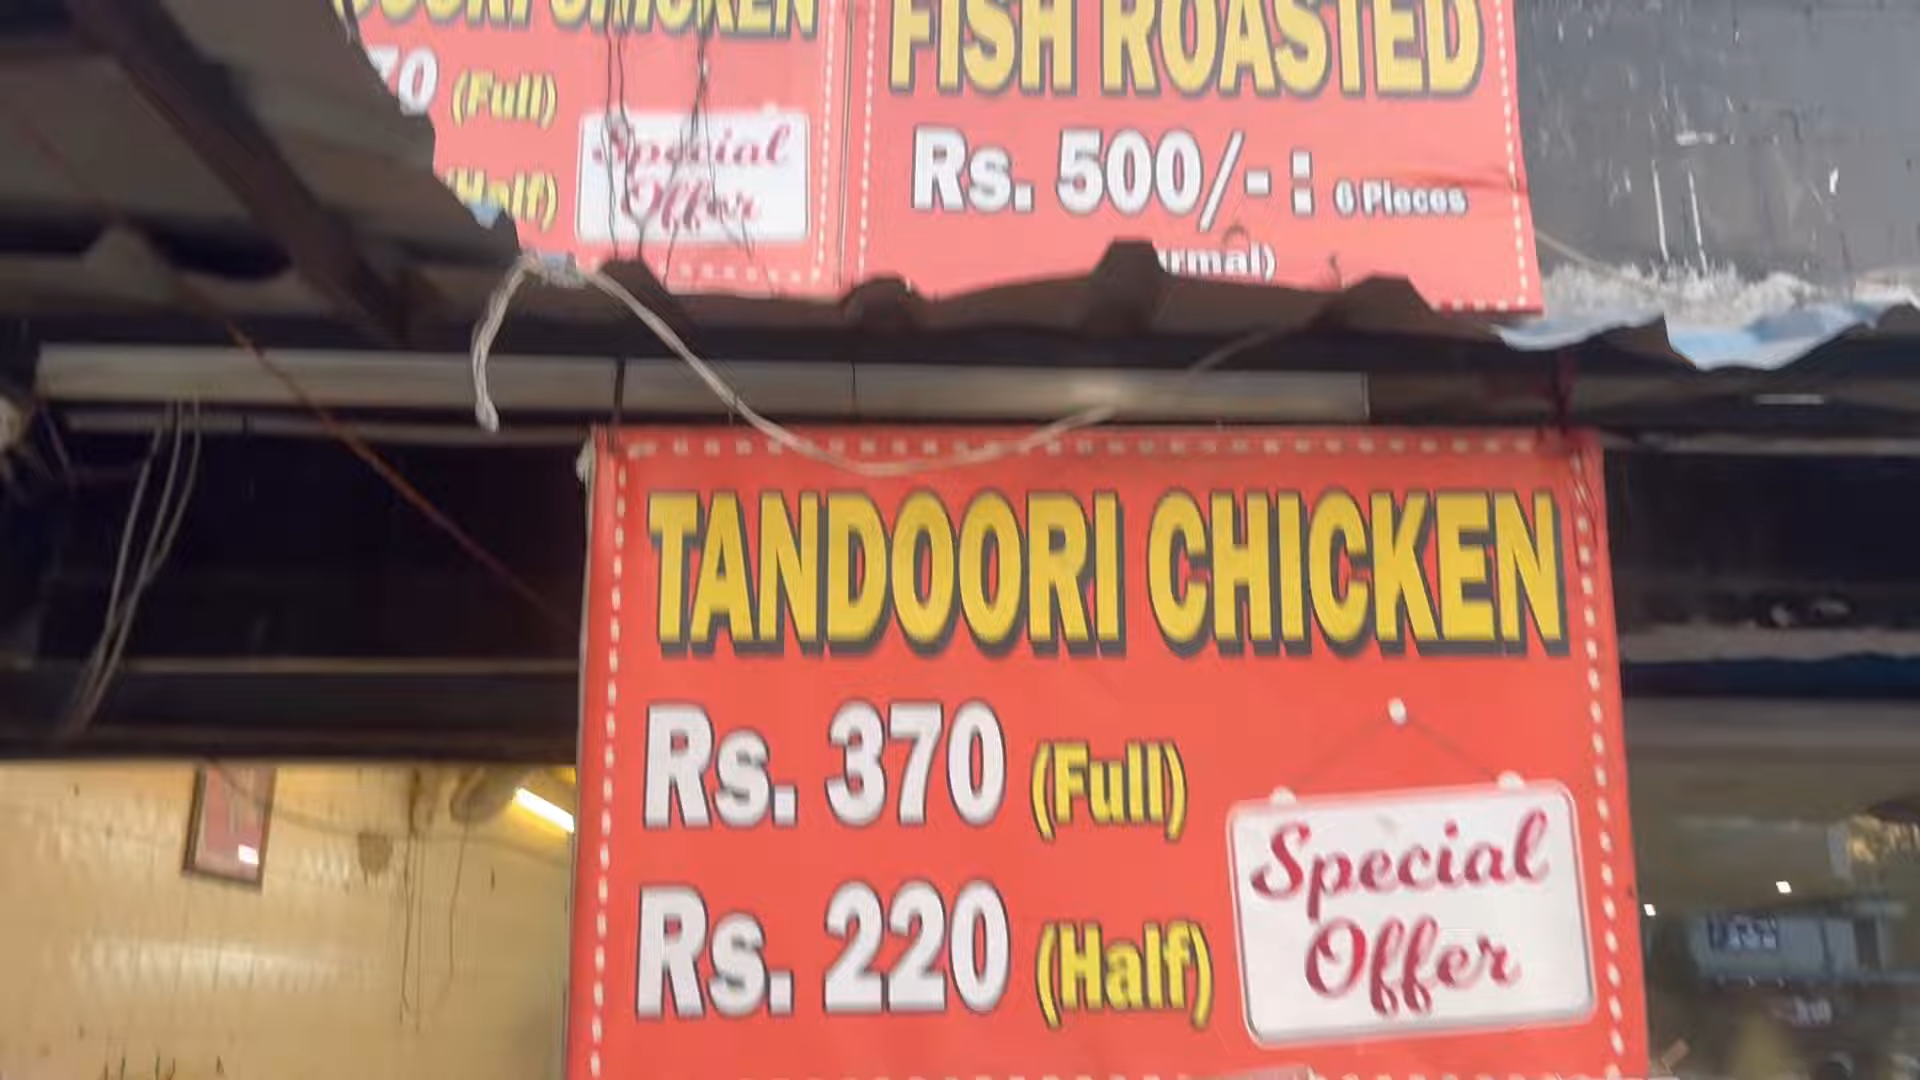 CHICKEN
(Full)
(Half)
Special
Offer
FISH ROASTED
Rs. 500/- : 6 Pieces
TANDOORI CHICKEN
Rs. 370 (Full)
Rs. 220 (Half)
Special
Offer